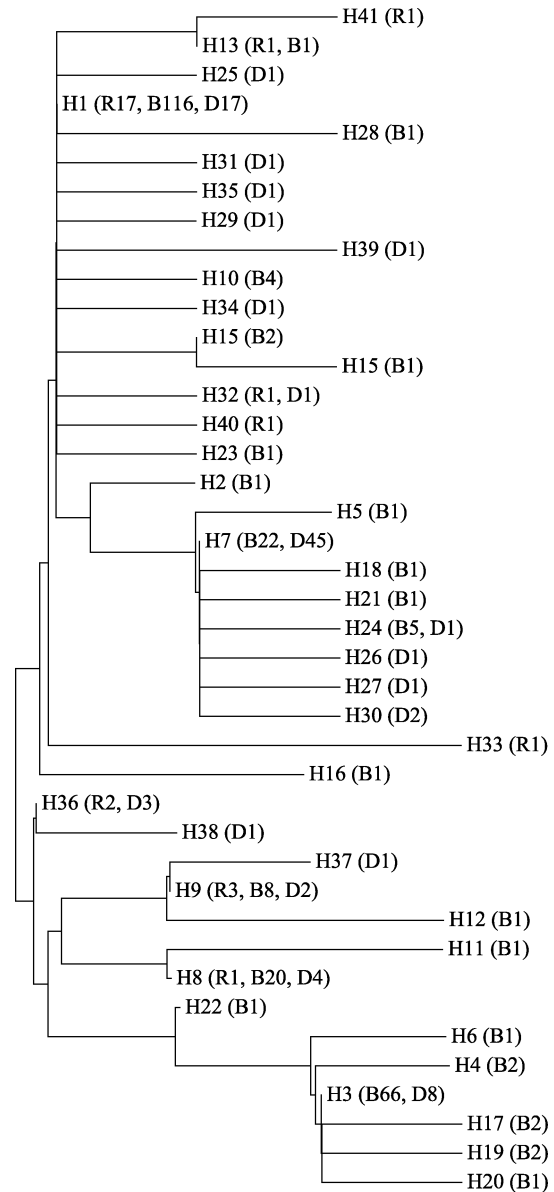 H41 (R1)
H13 (R1, B1)
H25 (D1)
H1 (R17, B116, D17)
H28 (B1)
H31 (D1)
H35 (D1)
H29 (D1)
H39 (D1)
H10 (B4)
H34 (D1)
H15 (B2)
H15 (B1)
H32 (R1, D1)
H40 (R1)
H23 (B1)
H2 (B1)
H5 (B1)
H7 (B22, D45)
H18 (B1)
H21 (B1)
H24 (B5, D1)
H26 (D1)
H27 (D1)
H30 (D2)
H33 (R1)
H16 (B1)
H36 (R2, D3)
H38 (D1)
H37 (D1)
H9 (R3, B8, D2)
H12 (B1)
H11 (B1)
H8 (R1, B20, D4)
H22 (B1)
H6 (B1)
H4 (B2)
H3 (B66, D8)
H17 (B2)
H19 (B2)
H20 (B1)